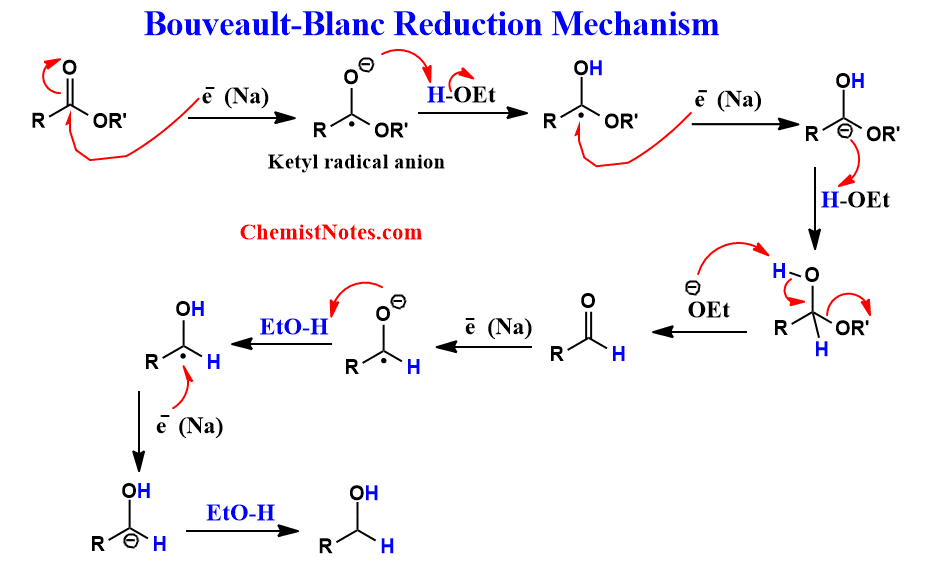 Bouveault-Blanc Reduction Mechanism
O
R
OR'
e̅ (Na)
O⊖
R
OR'
Ketyl radical anion
H-OEt
OH
R
OR'
e̅ (Na)
OH
R
⊖
OR'
H-OEt
ChemistNotes.com
H-O
R
OR'
H
⊖
OEt
O
R
H
e̅ (Na)
O⊖
R
H
EtO-H
OH
R
H
e̅ (Na)
OH
R
⊖
H
EtO-H
OH
R
H